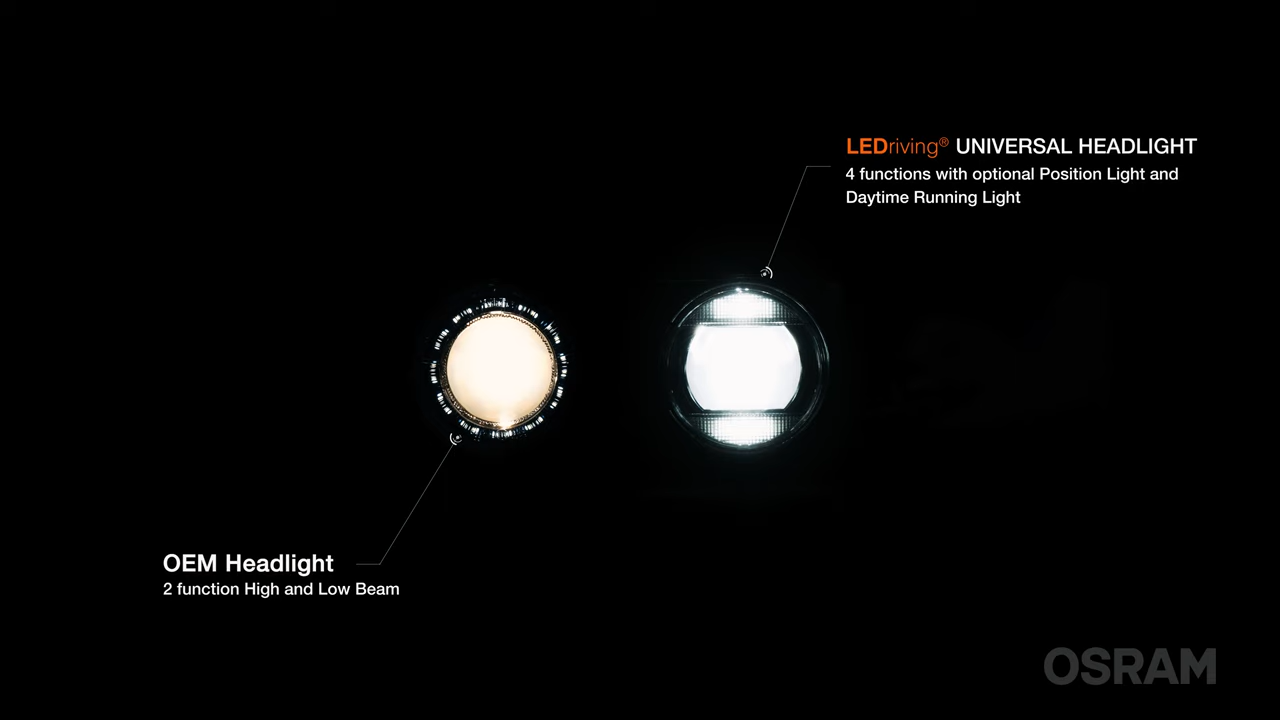 LEDriving® UNIVERSAL HEADLIGHT
4 functions with optional Position Light and
Daytime Running Light
OEM Headlight
2 function High and Low Beam
OSRAM